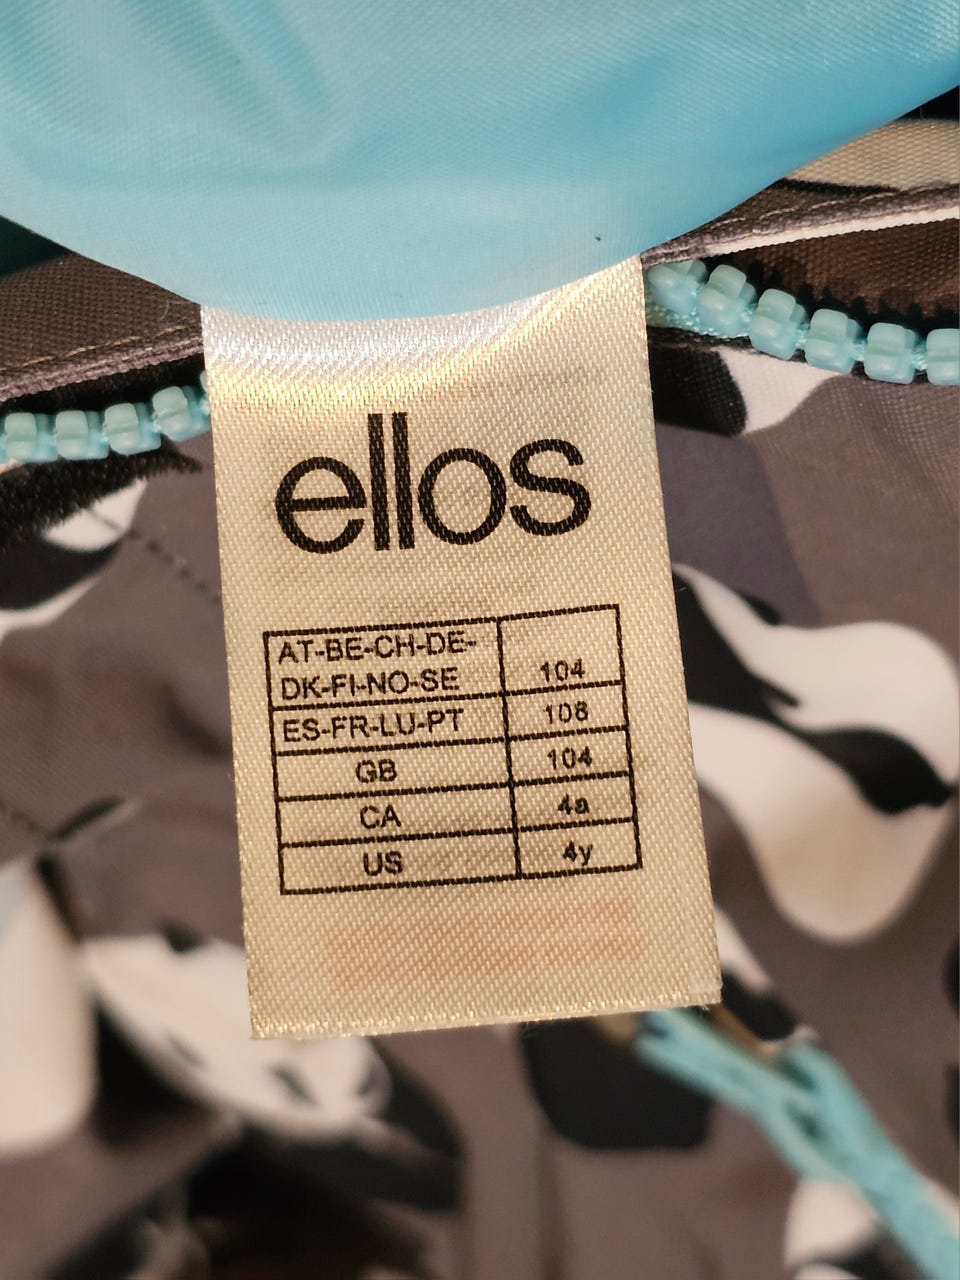 ellos
AT-BE-CH-DE-
DK-FI-NO-SE 104
ES-FR-LU-PT 108
GB 104
CA 4a
US 4y